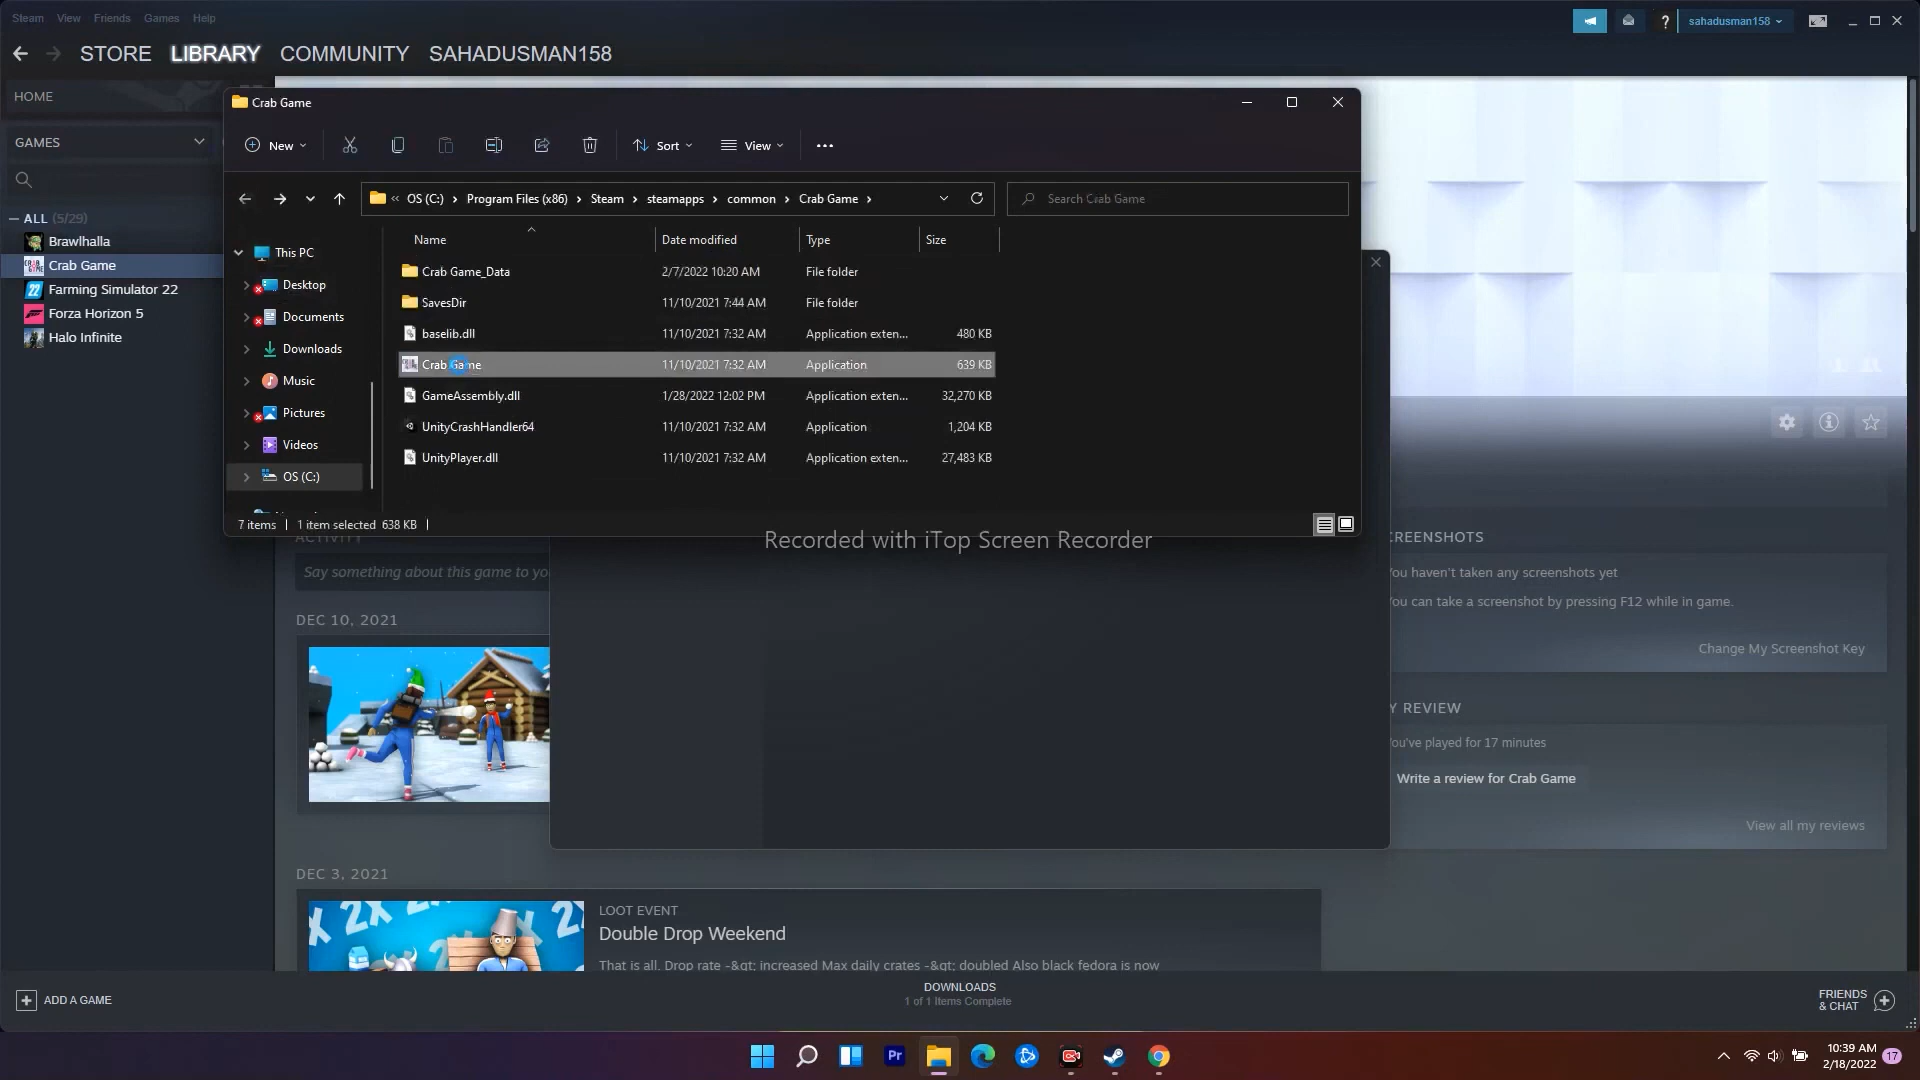 Steam View Friends Games Help
sahadusman158
STORE LIBRARY COMMUNITY SAHADUSMAN158
HOME
GAMES
ALL (5/29)
Brawlhalla
Crab Game
Farming Simulator 22
Forza Horizon 5
Halo Infinite
Crab Game
New Sort View
OS (C:) Program Files (x86) Steam steamapps common Crab Game
Search Crab Game
This PC
Desktop
Documents
Downloads
Music
Pictures
Videos
OS (C:)
Name Date modified Type Size
Crab Game_Data 2/7/2022 10:20 AM File folder
SavesDir 11/10/2021 7:44 AM File folder
baselib.dll 11/10/2021 7:32 AM Application exten... 480 KB
Crab Game 11/10/2021 7:32 AM Application 639 KB
GameAssembly.dll 1/28/2022 12:02 PM Application exten... 32,270 KB
UnityCrashHandler64 11/10/2021 7:32 AM Application 1,204 KB
UnityPlayer.dll 11/10/2021 7:32 AM Application exten... 27,483 KB
7 items 1 item selected 638 KB
Recorded with iTop Screen Recorder
ACTIVITY
Say something about this game to yo
DEC 10, 2021
DEC 3, 2021
2X 2X 2X
LOOT EVENT
Double Drop Weekend
That is all. Drop rate -&gt; increased Max daily crates -&gt; doubled Also black fedora is now
CREENSHOTS
You haven't taken any screenshots yet
You can take a screenshot by pressing F12 while in game.
Change My Screenshot Key
Y REVIEW
You've played for 17 minutes
Write a review for Crab Game
View all my reviews
ADD A GAME
DOWNLOADS
1 of 1 Items Complete
FRIENDS
& CHAT
Pr
10:39 AM
2/18/2022
17